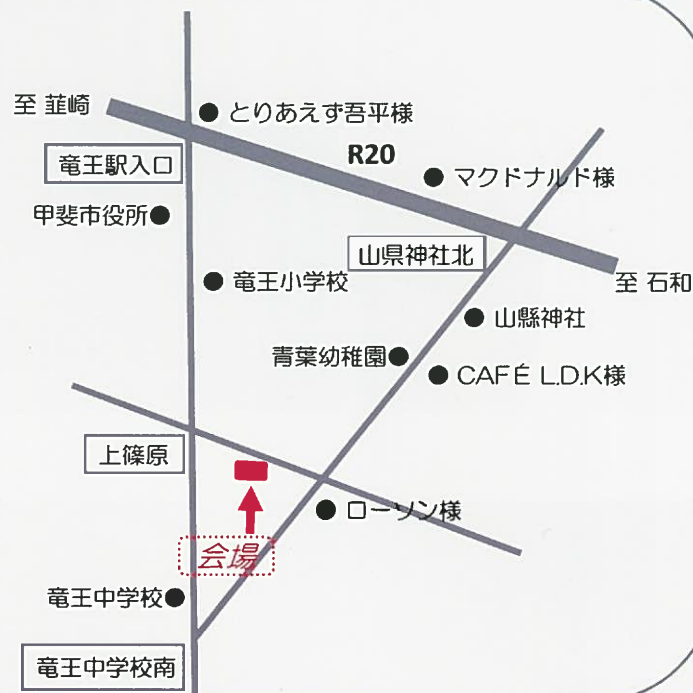 至 韮崎
とりあえず吾平様
R20
竜王駅入口
マクドナルド様
甲斐市役所
山県神社北
竜王小学校
至 石和
山縣神社
青葉幼稚園
CAFÉ L.D.K様
上篠原
ローソン様
会場
竜王中学校
竜王中学校南